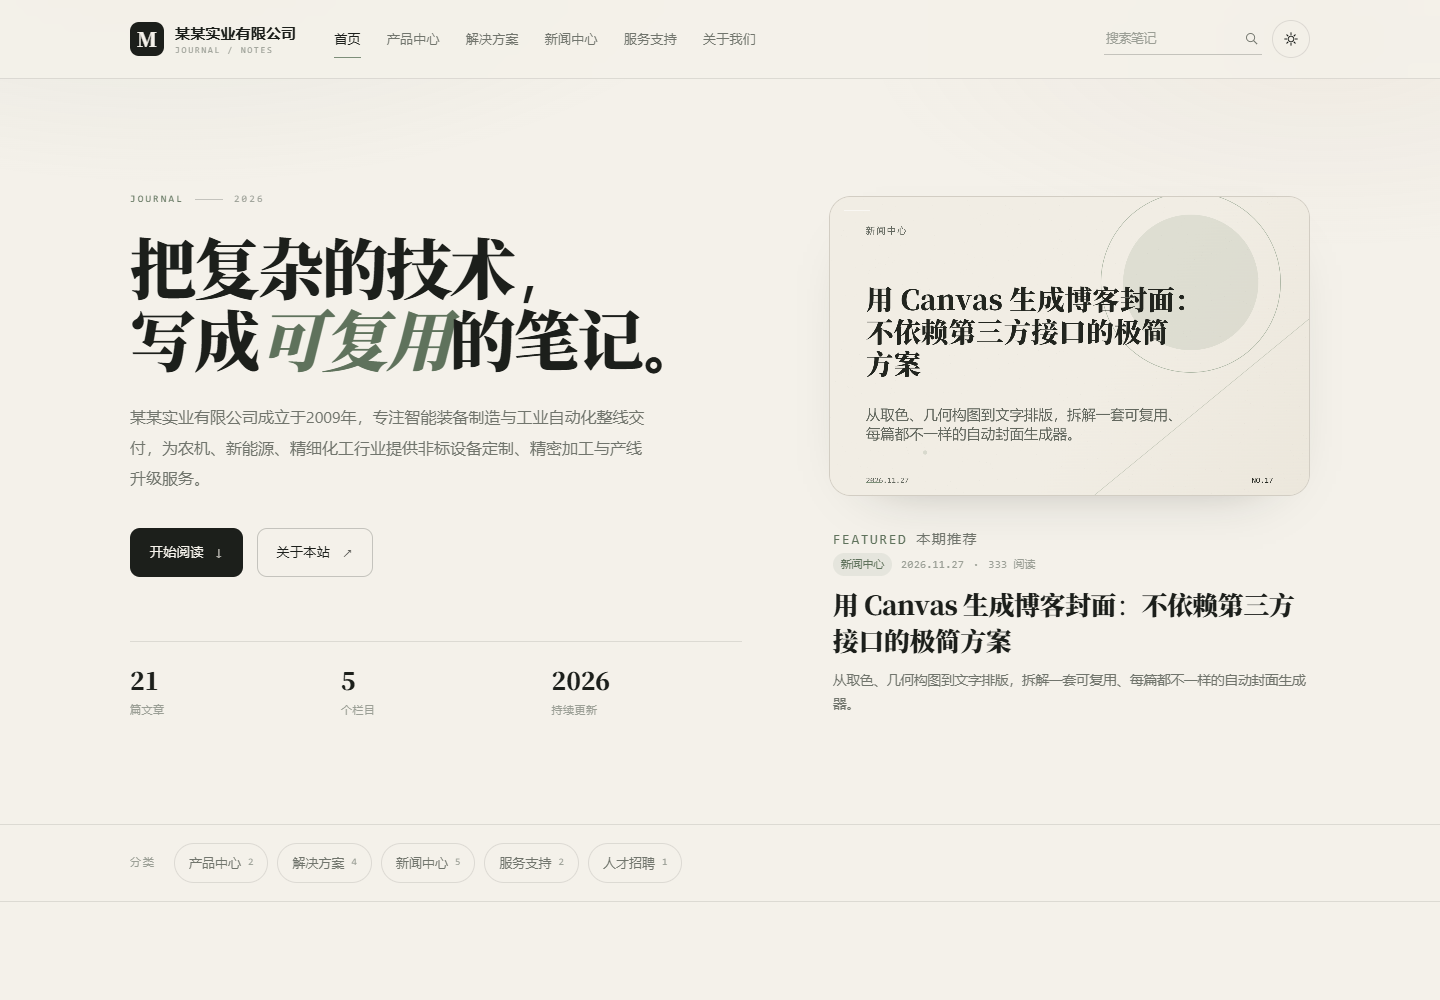 M
某某实业有限公司
JOURNAL / NOTES
首页
产品中心
解决方案
新闻中心
服务支持
关于我们
搜索笔记
JOURNAL —— 2026
把复杂的技术，
写成可复用的笔记。
某某实业有限公司成立于2009年，专注智能装备制造与工业自动化整线交
付，为农机、新能源、精细化工行业提供非标设备定制、精密加工与产线
升级服务。
开始阅读 ↓
关于本站 ↗
21
篇文章
5
个栏目
2026
持续更新
新闻中心
用 Canvas 生成博客封面：
不依赖第三方接口的极简
方案
从取色、几何构图到文字排版，拆解一套可复用、
每篇都不一样的自动封面生成器。
2026.11.27
NO.17
FEATURED 本期推荐
新闻中心 2026.11.27 · 333 阅读
用 Canvas 生成博客封面：不依赖第三方
接口的极简方案
从取色、几何构图到文字排版，拆解一套可复用、每篇都不一样的自动封面生成
器。
分类
产品中心 2
解决方案 4
新闻中心 5
服务支持 2
人才招聘 1